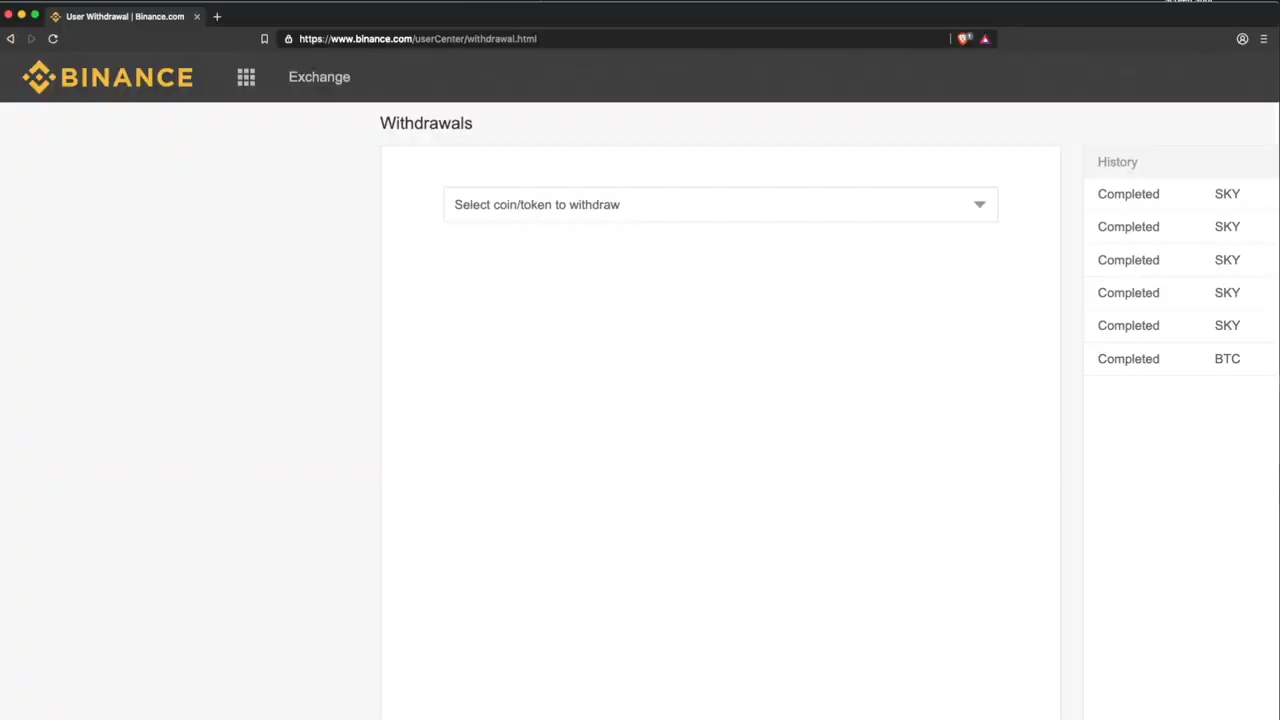 User Withdrawal | Binance.com
https://www.binance.com/userCenter/withdrawal.html
1
BINANCE
Exchange
Withdrawals
Select coin/token to withdraw
History
Completed SKY
Completed SKY
Completed SKY
Completed SKY
Completed SKY
Completed BTC